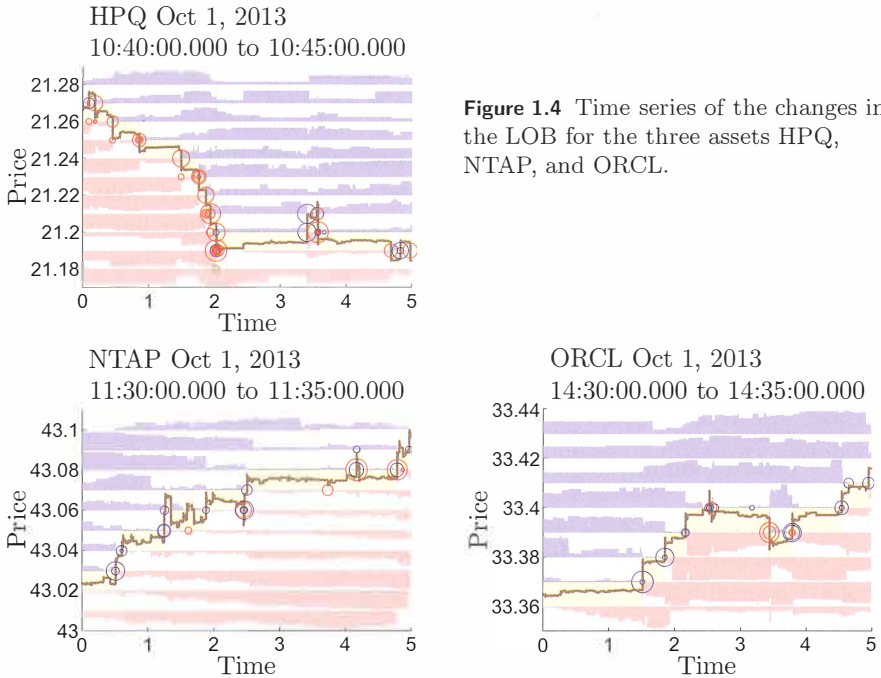 HPQ Oct 1, 2013
10:40:00.000 to 10:45:00.000
21.28
21.26
21.24
21.22
21.2
21.18
Price
0 1 2 3 4 5
Time
Figure 1.4 Time series of the changes in
the LOB for the three assets HPQ,
NTAP, and ORCL.
NTAP Oct 1, 2013
11:30:00.000 to 11:35:00.000
43.1
43.08
43.06
43.04
43.02
43
Price
0 1 2 3 4 5
Time
ORCL Oct 1, 2013
14:30:00.000 to 14:35:00.000
33.44
33.42
33.4
33.38
33.36
Price
0 1 2 3 4 5
Time